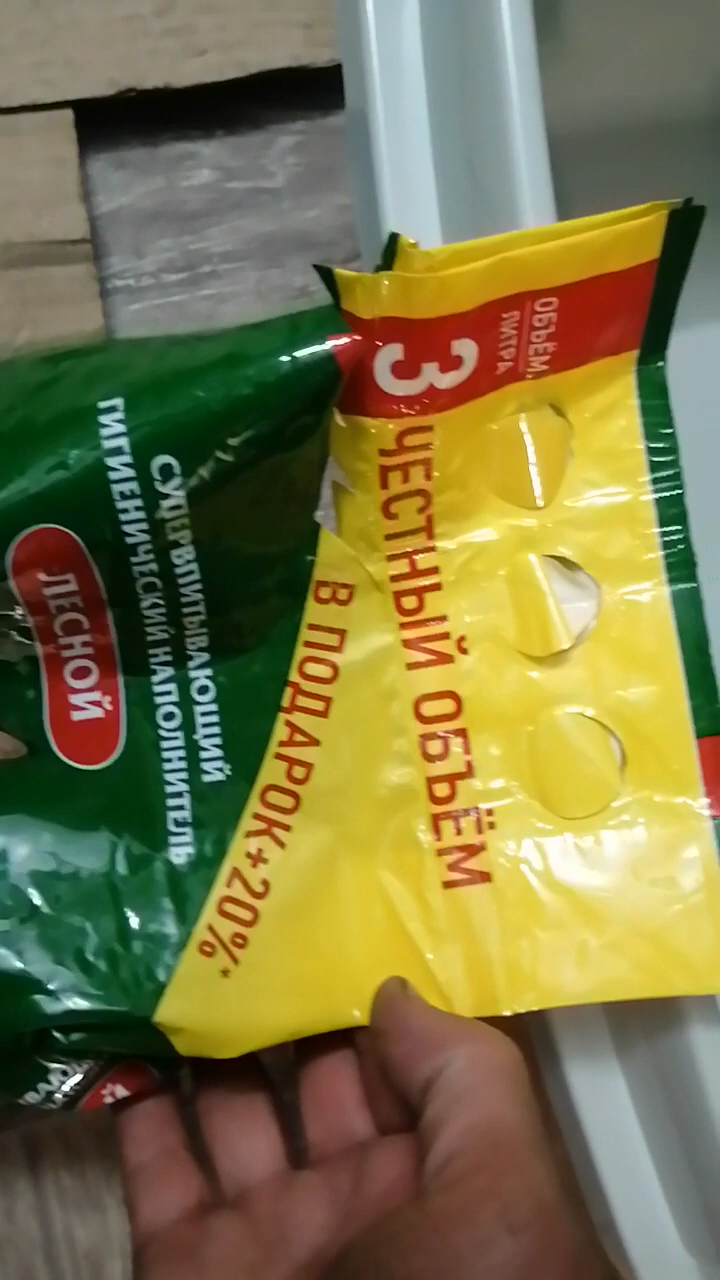 ОБЪЁМ,
ЛИТРА
3
ЧЕСТНЫЙ ОБЪЁМ
В ПОДАРОК+20%*
СУПЕРВПИТЫВАЮЩИЙ
ГИГИЕНИЧЕСКИЙ НАПОЛНИТЕЛЬ
ЛЕСНОЙ